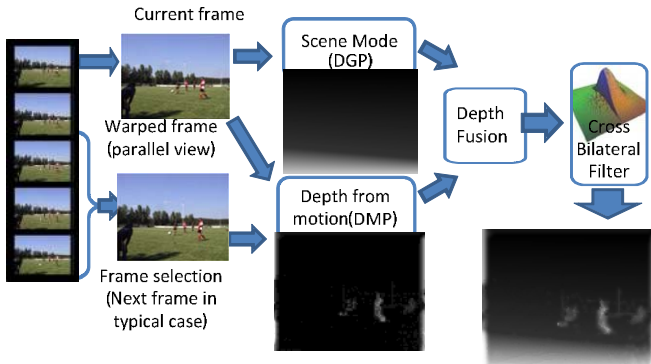 Current frame
Scene Mode
(DGP)
Warped frame
(parallel view)
Depth
Fusion
Cross
Bilateral
Filter
Depth from
motion(DMP)
Frame selection
(Next frame in
typical case)